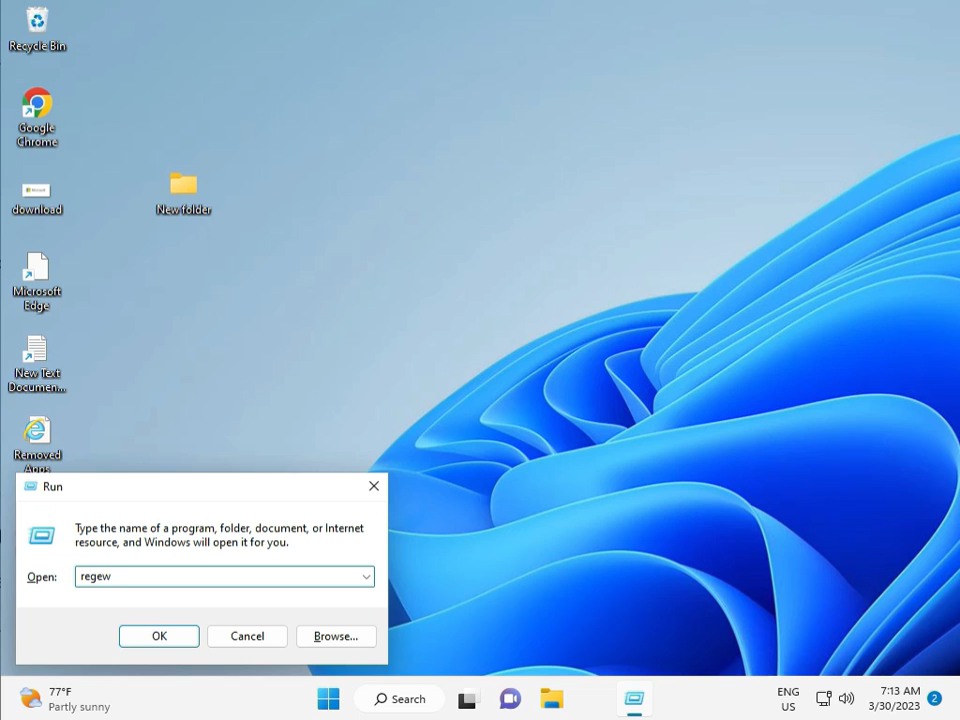 Recycle Bin
Google
Chrome
download
New folder
Microsoft
Edge
New Text
Documen...
Removed
Apps
Run
Type the name of a program, folder, document, or Internet
resource, and Windows will open it for you.
Open:
regew
OK
Cancel
Browse...
77°F
Partly sunny
Search
ENG
US
7:13 AM
3/30/2023
2